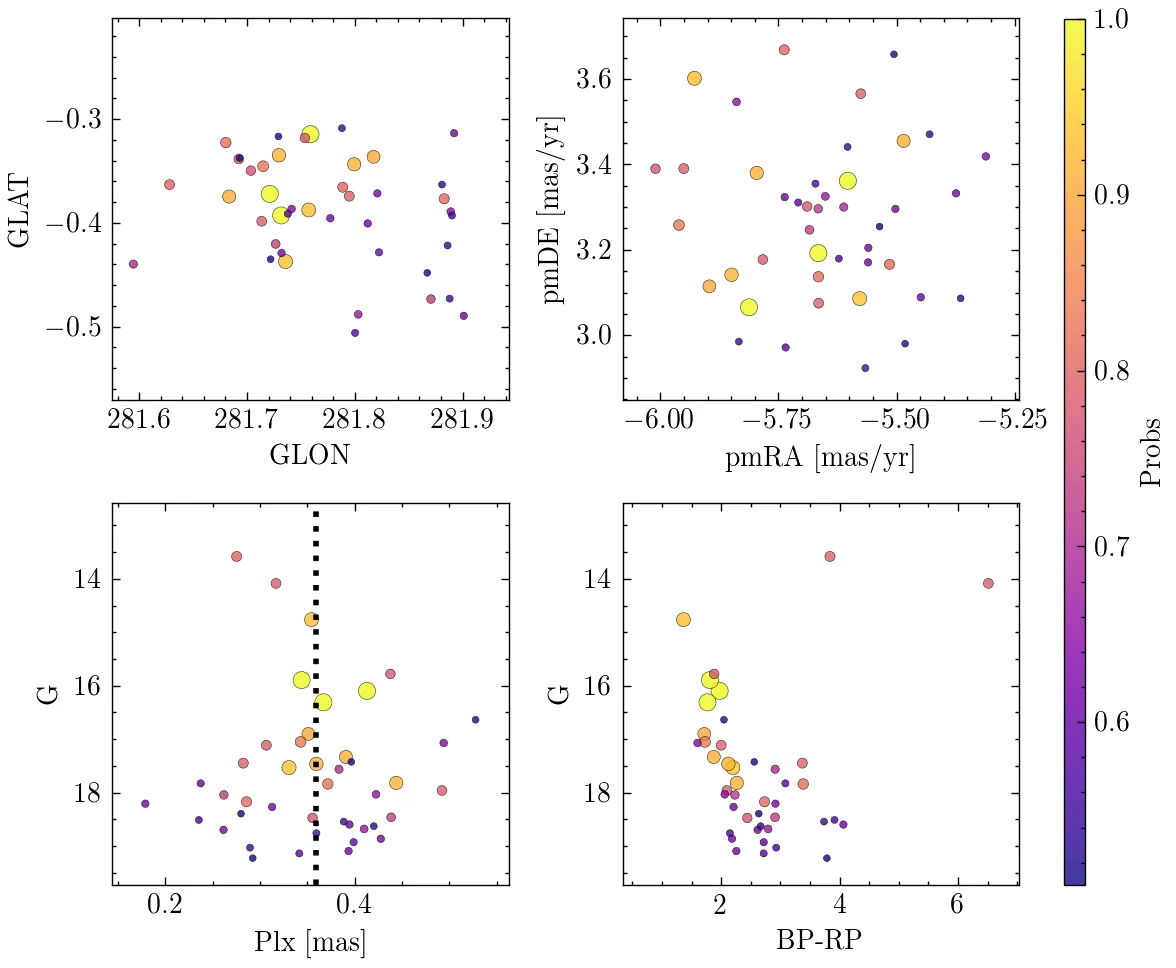 −0.3
−0.4
−0.5
GLAT
281.6 281.7 281.8 281.9
GLON
3.6
3.4
3.2
3.0
pmDE [mas/yr]
−6.00 −5.75 −5.50 −5.25
pmRA [mas/yr]
14
16
18
G
0.2 0.4
Plx [mas]
14
16
18
G
2 4 6
BP-RP
1.0
0.9
0.8
0.7
0.6
Probs